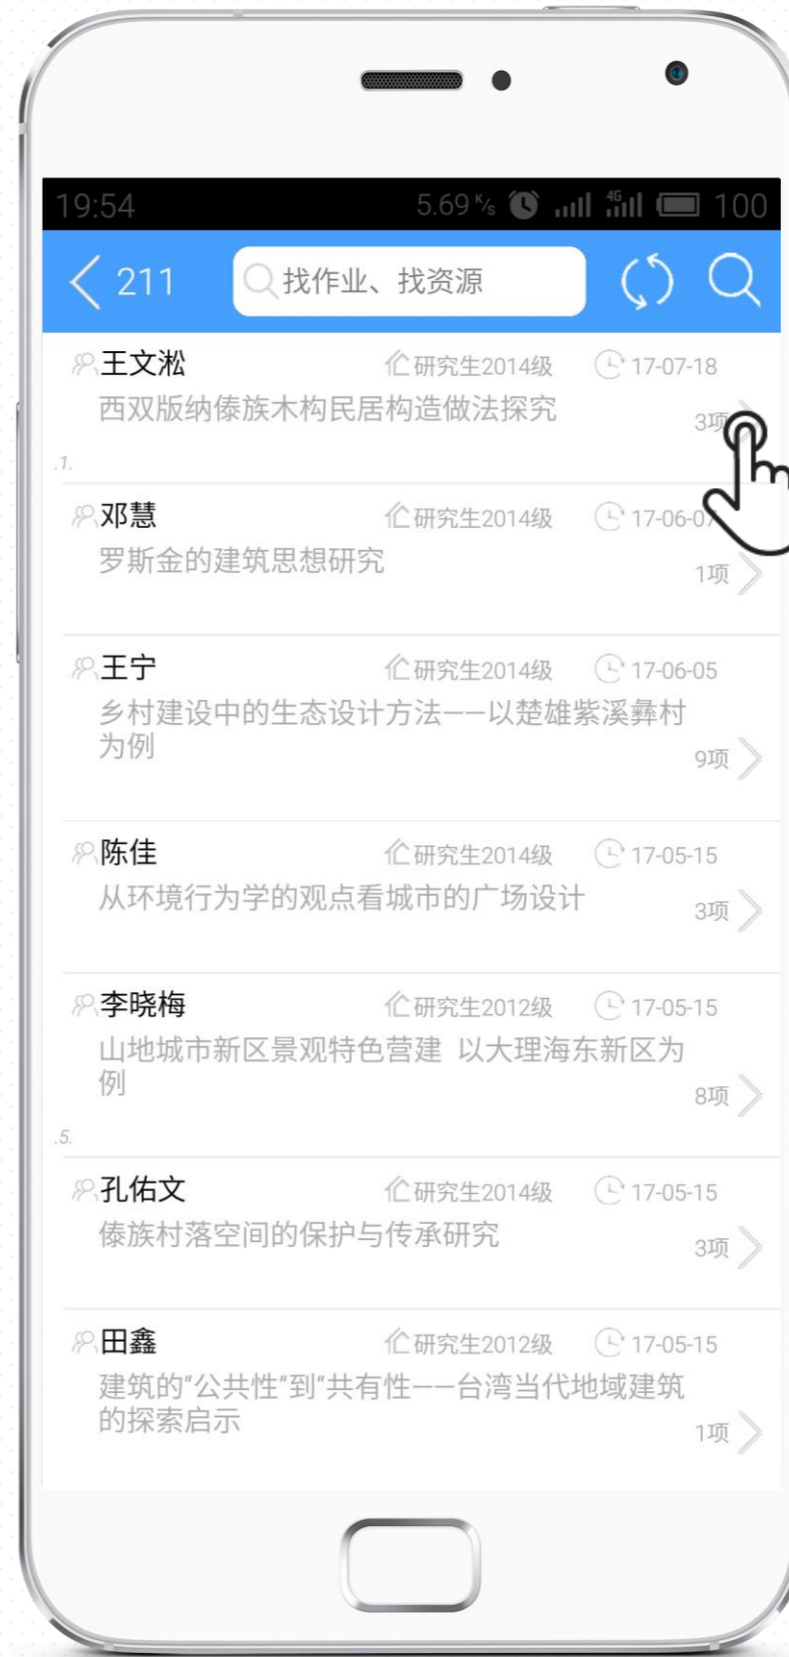 19:54 5.69 K/s 4G 100
211 找作业、找资源
王文淞 研究生2014级 17-07-18
西双版纳傣族木构民居构造做法探究
3项
.1.
邓慧 研究生2014级 17-06-07
罗斯金的建筑思想研究
1项
王宁 研究生2014级 17-06-05
乡村建设中的生态设计方法——以楚雄紫溪彝村
为例
9项
陈佳 研究生2014级 17-05-15
从环境行为学的观点看城市的广场设计
3项
李晓梅 研究生2012级 17-05-15
山地城市新区景观特色营建 以大理海东新区为
例
8项
.5.
孔佑文 研究生2014级 17-05-15
傣族村落空间的保护与传承研究
3项
田鑫 研究生2012级 17-05-15
建筑的“公共性”到“共有性——台湾当代地域建筑
的探索启示
1项